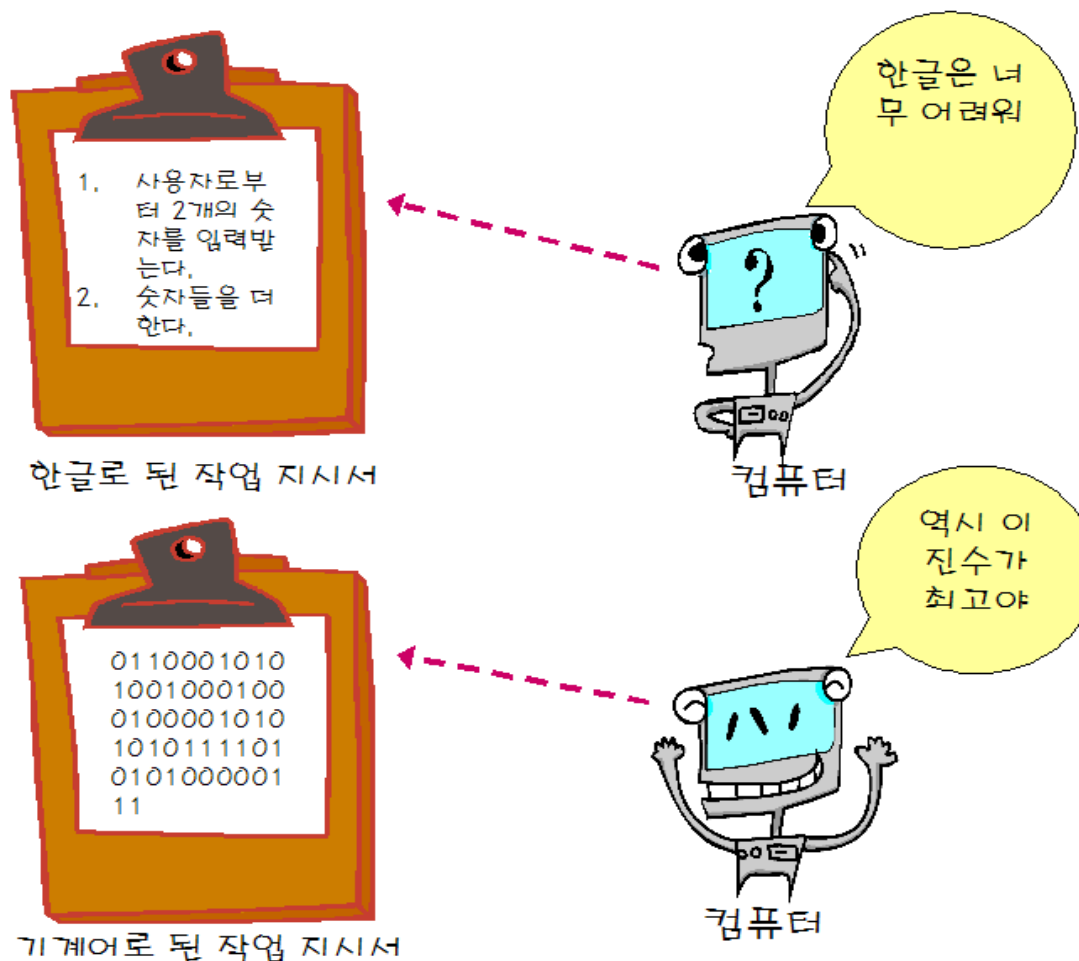 한글은 너
무 어려워
1. 사용자로부
터 2개의 숫
자를 입력받
는다.
2. 숫자들을 더
한다.
?
한글로 된 작업 지시서
컴퓨터
역시 이
진수가
최고야
0110001010
1001000100
0100001010
1010111101
0101000001
11
컴퓨터
기계어로 된 작업 지시서